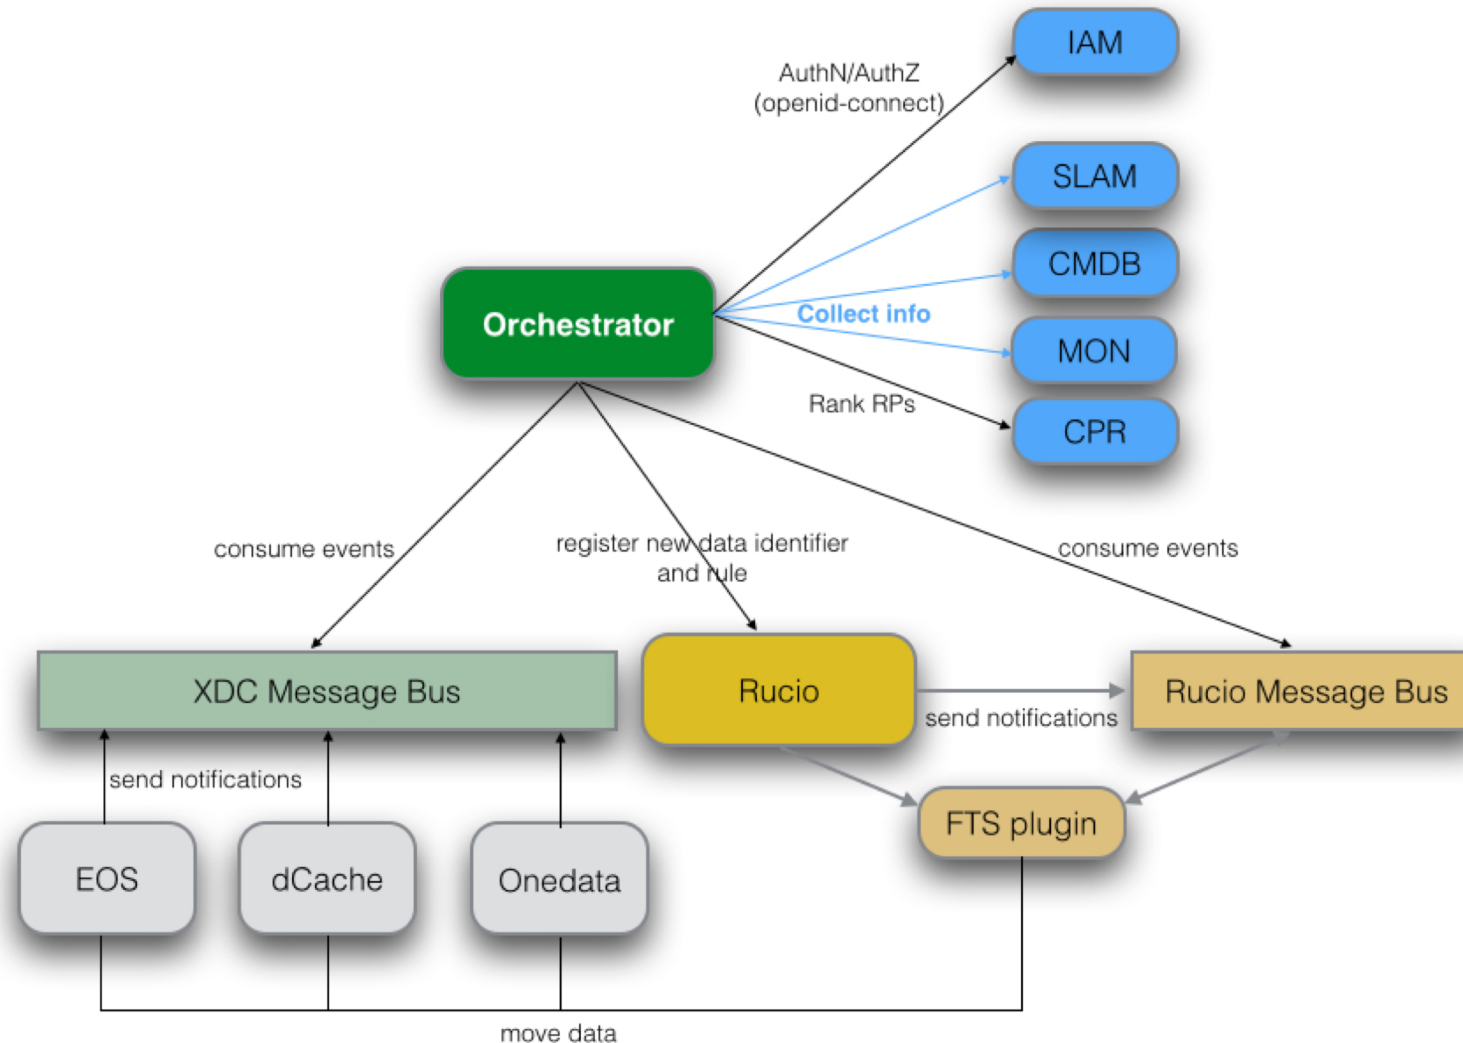 IAM
AuthN/AuthZ
(openid-connect)
SLAM
CMDB
Orchestrator
Collect info
MON
Rank RPs
CPR
consume events
register new data identifier
and rule
consume events
XDC Message Bus
Rucio
Rucio Message Bus
send notifications
send notifications
FTS plugin
EOS
dCache
Onedata
move data